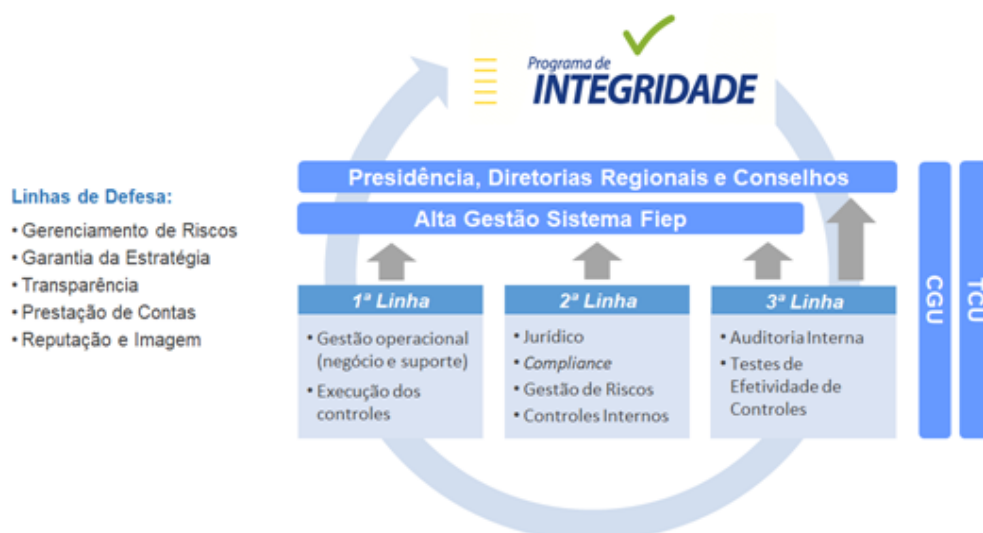 Programa de
INTEGRIDADE
Linhas de Defesa:
• Gerenciamento de Riscos
• Garantia da Estratégia
• Transparência
• Prestação de Contas
• Reputação e Imagem
Presidência, Diretorias Regionais e Conselhos
Alta Gestão Sistema Fiep
1ª Linha
• Gestão operacional
(negócio e suporte)
• Execução dos
controles
2ª Linha
• Jurídico
• Compliance
• Gestão de Riscos
• Controles Internos
3ª Linha
• Auditoria Interna
• Testes de
Efetividade de
Controles
CGU
TCU